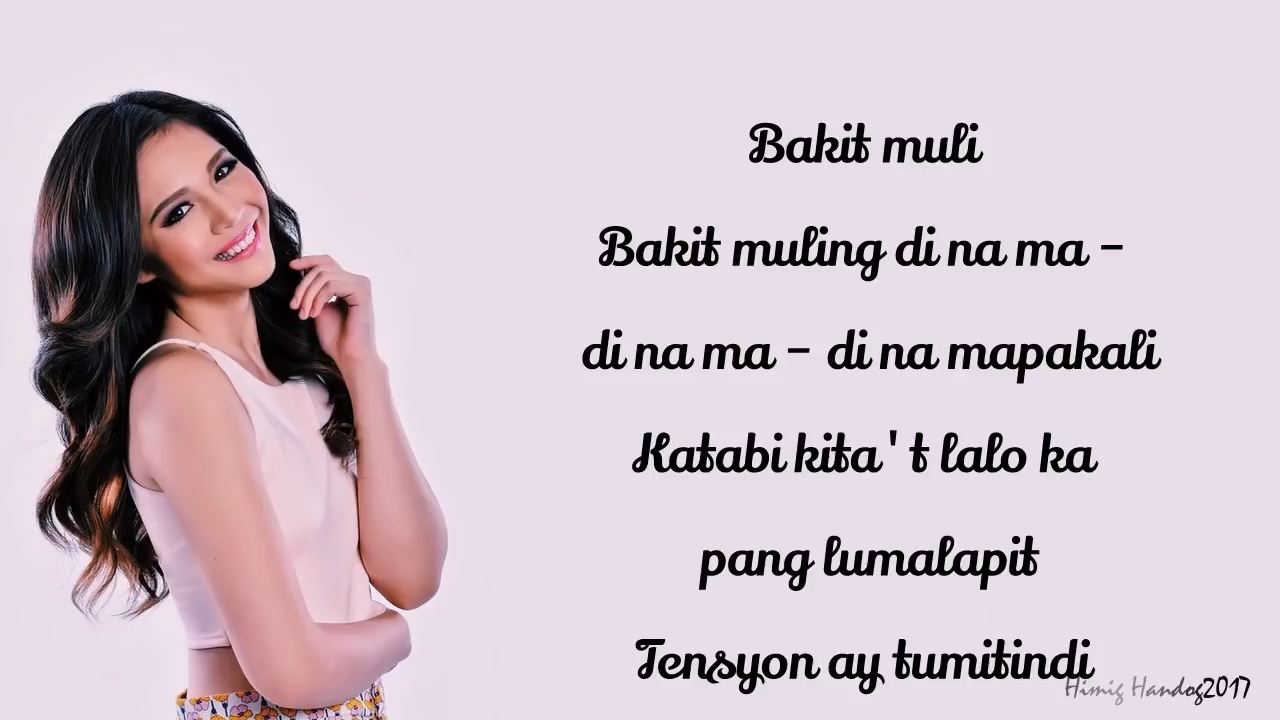 Bakit muli
Bakit muling di na ma -
di na ma - di na mapakali
Katabi kita ' t lalo ka
pang lumalapit
Tensyon ay tumitindi
Himig Handog2017